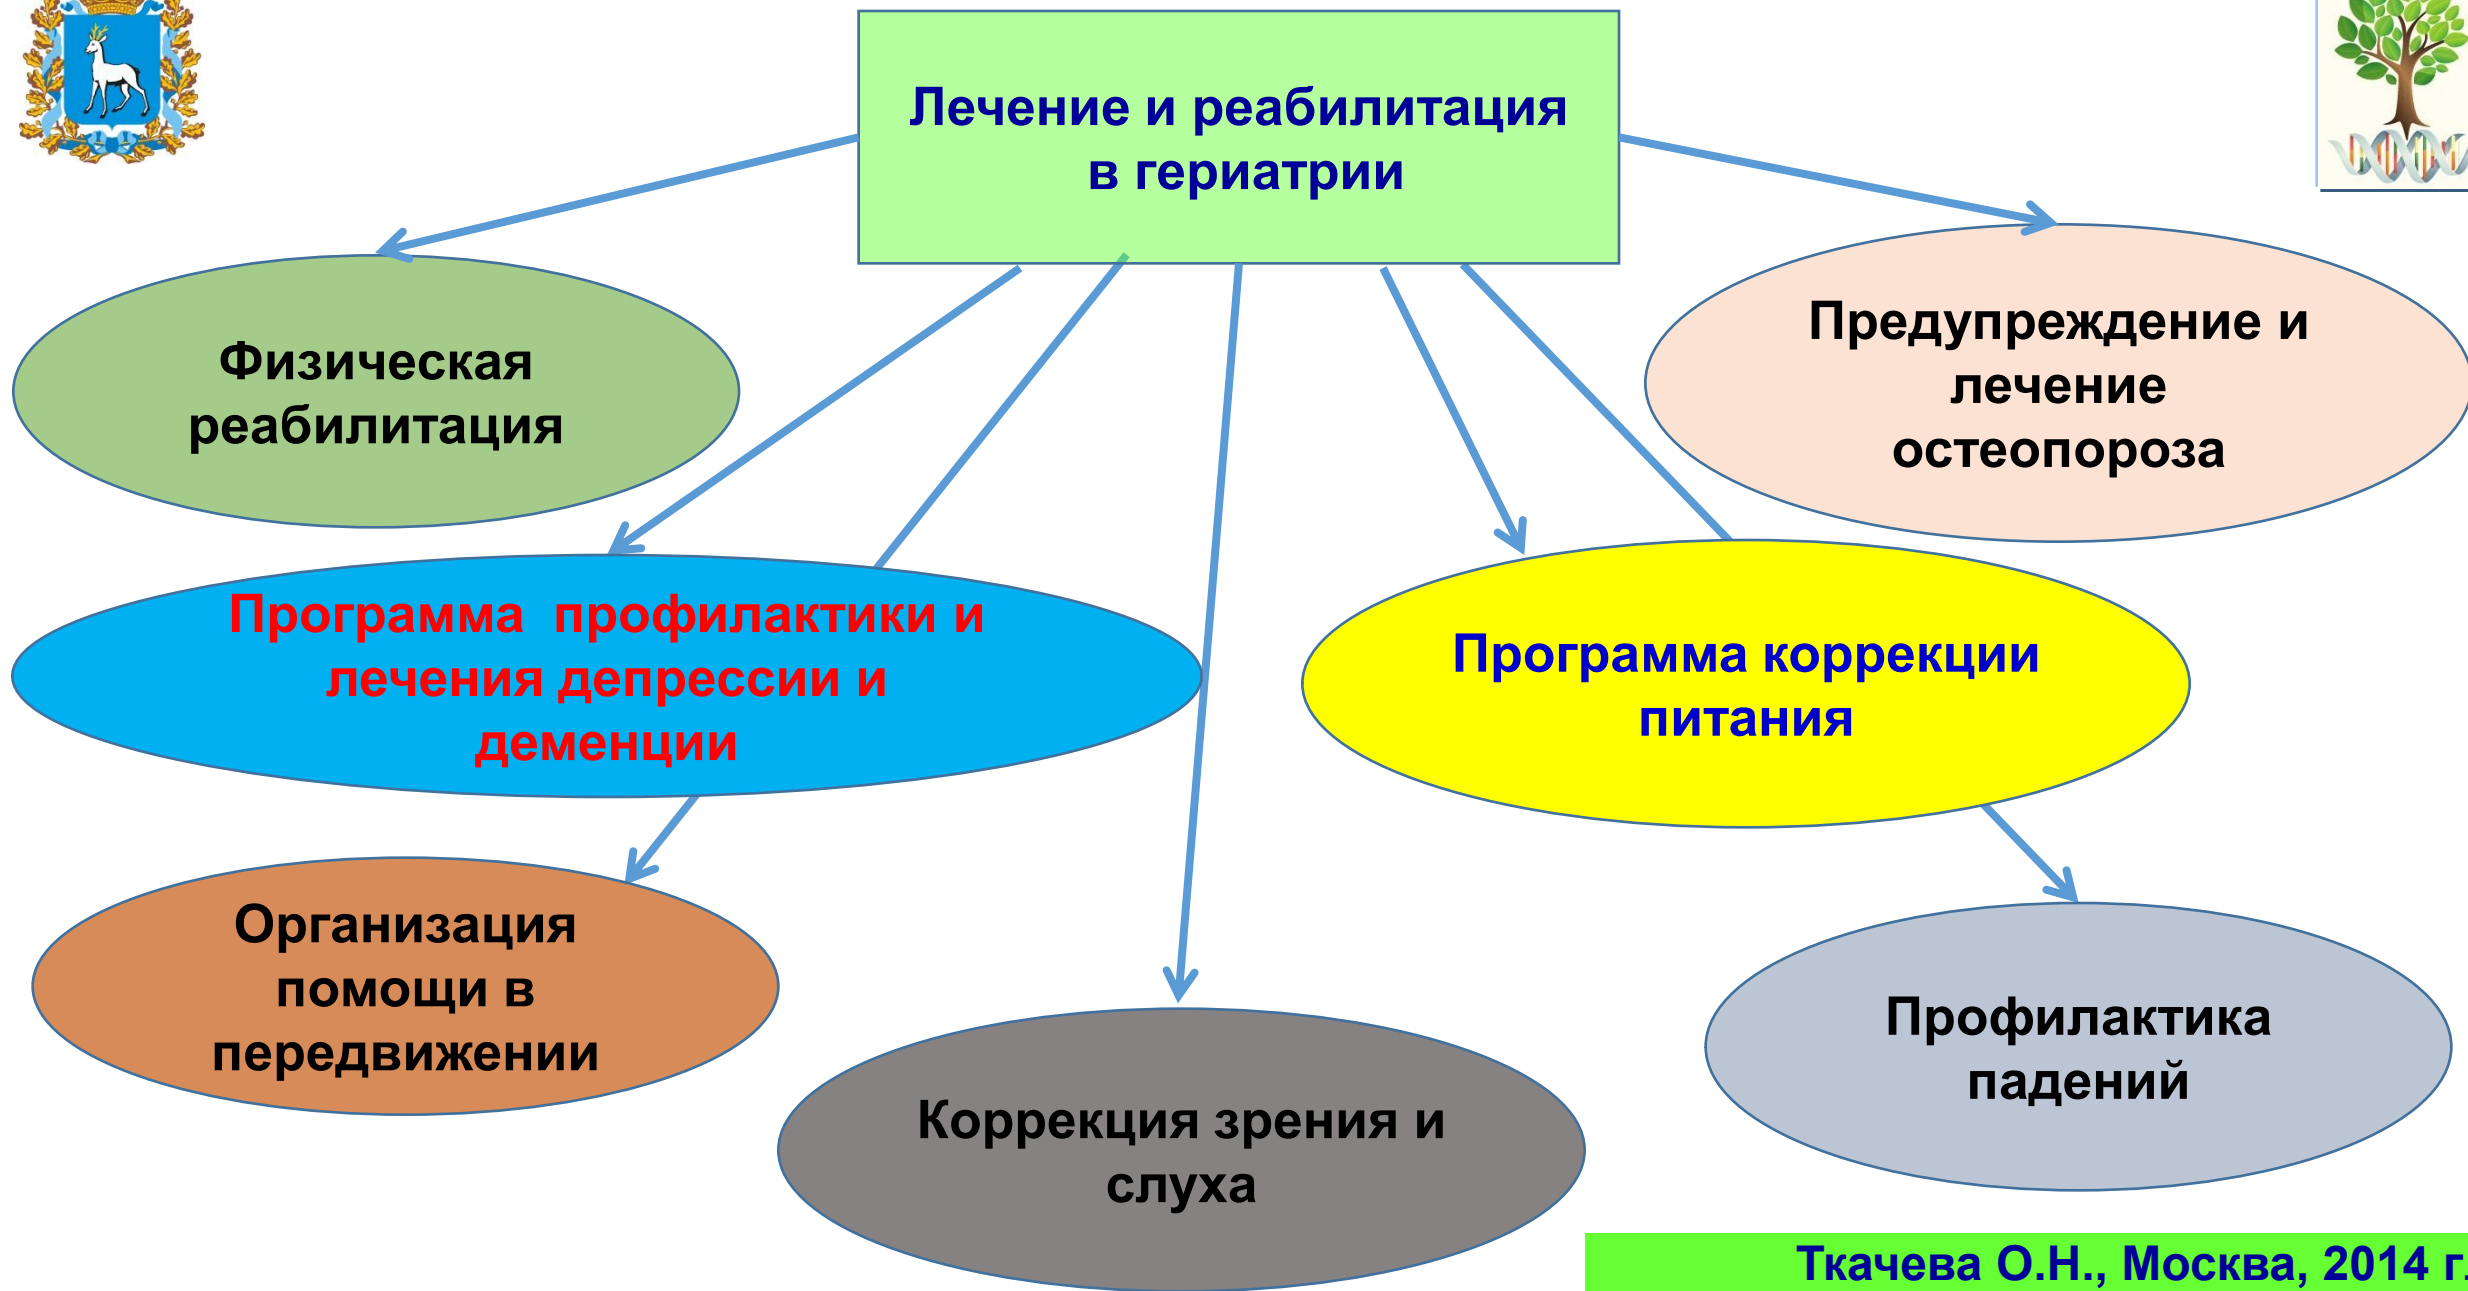 Лечение и реабилитация
в гериатрии
Физическая
реабилитация
Предупреждение и
лечение
остеопороза
Программа профилактики и
лечения депрессии и
деменции
Программа коррекции
питания
Организация
помощи в
передвижении
Коррекция зрения и
слуха
Профилактика
падений
Ткачева О.Н., Москва, 2014 г.